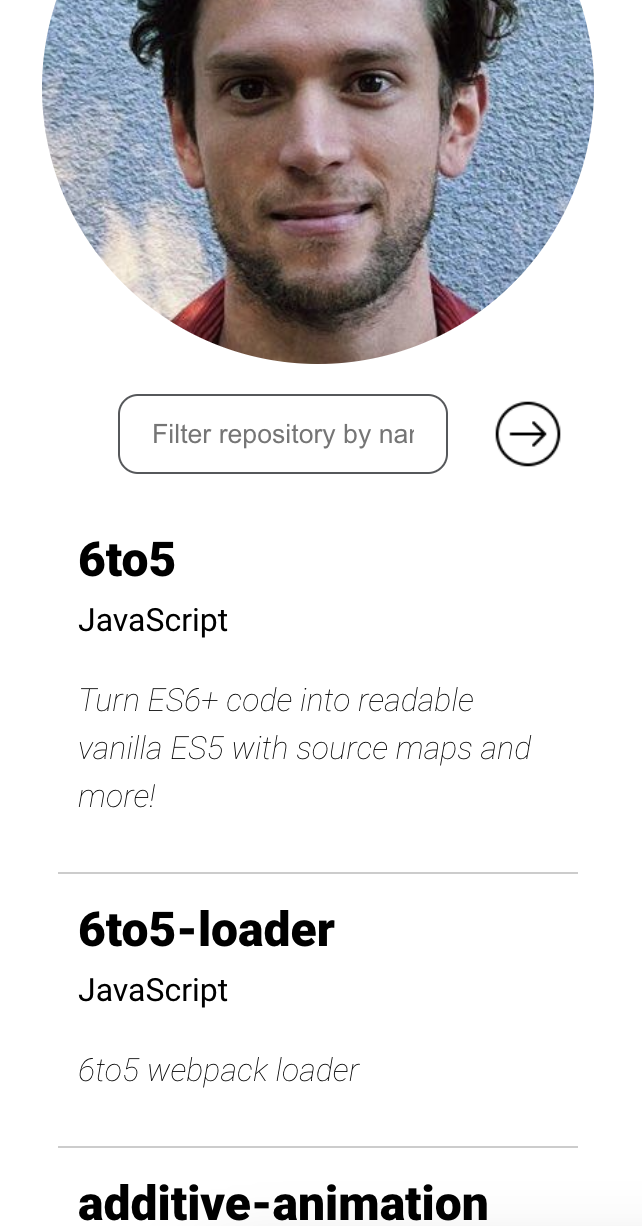 Filter repository by nar
6to5
JavaScript
Turn ES6+ code into readable
vanilla ES5 with source maps and
more!
6to5-loader
JavaScript
6to5 webpack loader
additive-animation